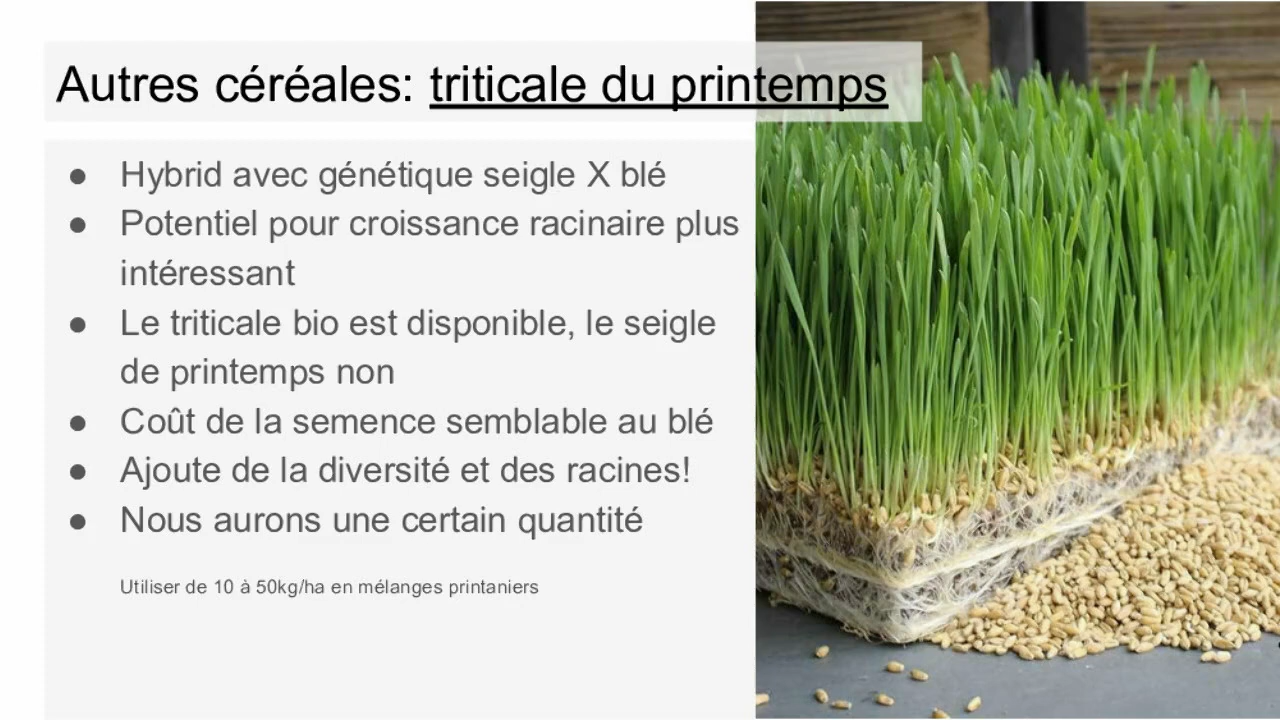 Autres céréales: triticale du printemps
● Hybrid avec génétique seigle X blé
● Potentiel pour croissance racinaire plus
intéressant
● Le triticale bio est disponible, le seigle
de printemps non
● Coût de la semence semblable au blé
● Ajoute de la diversité et des racines!
● Nous aurons une certain quantité
Utiliser de 10 à 50kg/ha en mélanges printaniers